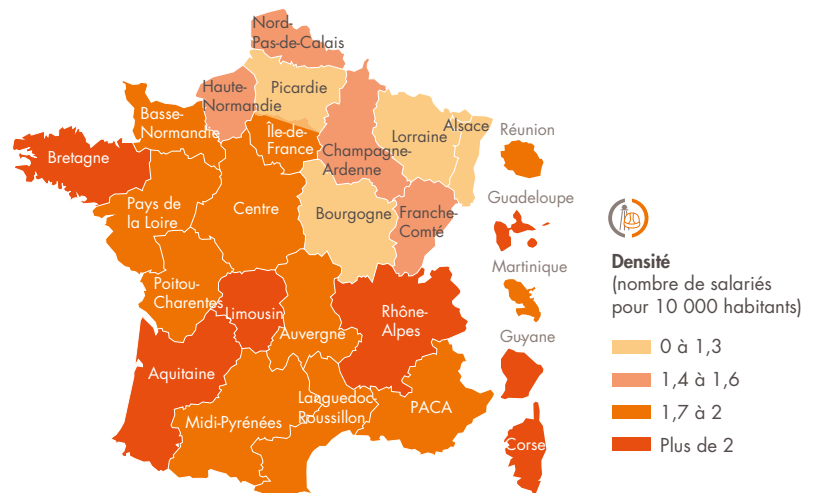 Nord-
Pas-de-Calais
Haute-
Normandie
Picardie
Basse-
Normandie
Île-de-
France
Champagne-
Ardenne
Lorraine
Alsace
Bretagne
Pays de
la Loire
Centre
Bourgogne
Franche-
Comté
Poitou-
Charentes
Limousin
Auvergne
Rhône-
Alpes
Aquitaine
Midi-Pyrénées
Languedoc-
Roussillon
PACA
Réunion
Guadeloupe
Martinique
Guyane
Corse
Densité
(nombre de salariés
pour 10 000 habitants)
0 à 1,3
1,4 à 1,6
1,7 à 2
Plus de 2